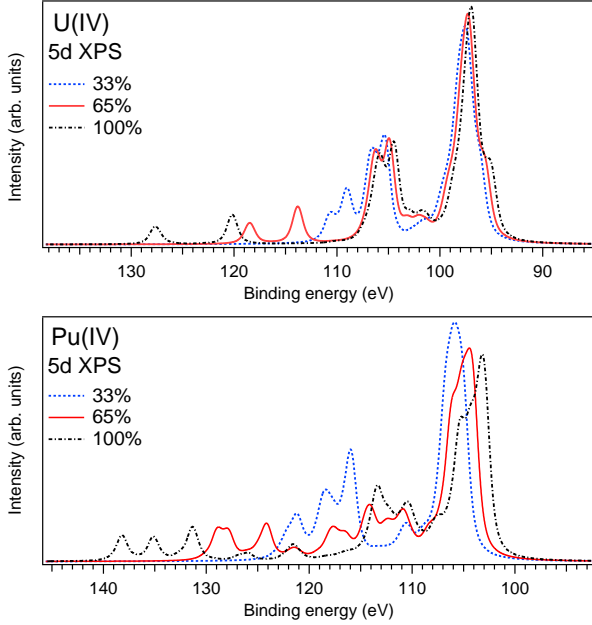 U(IV)
5d XPS
33%
65%
100%
Intensity (arb. units)
130 120 110 100 90
Binding energy (eV)
Pu(IV)
5d XPS
33%
65%
100%
Intensity (arb. units)
140 130 120 110 100
Binding energy (eV)